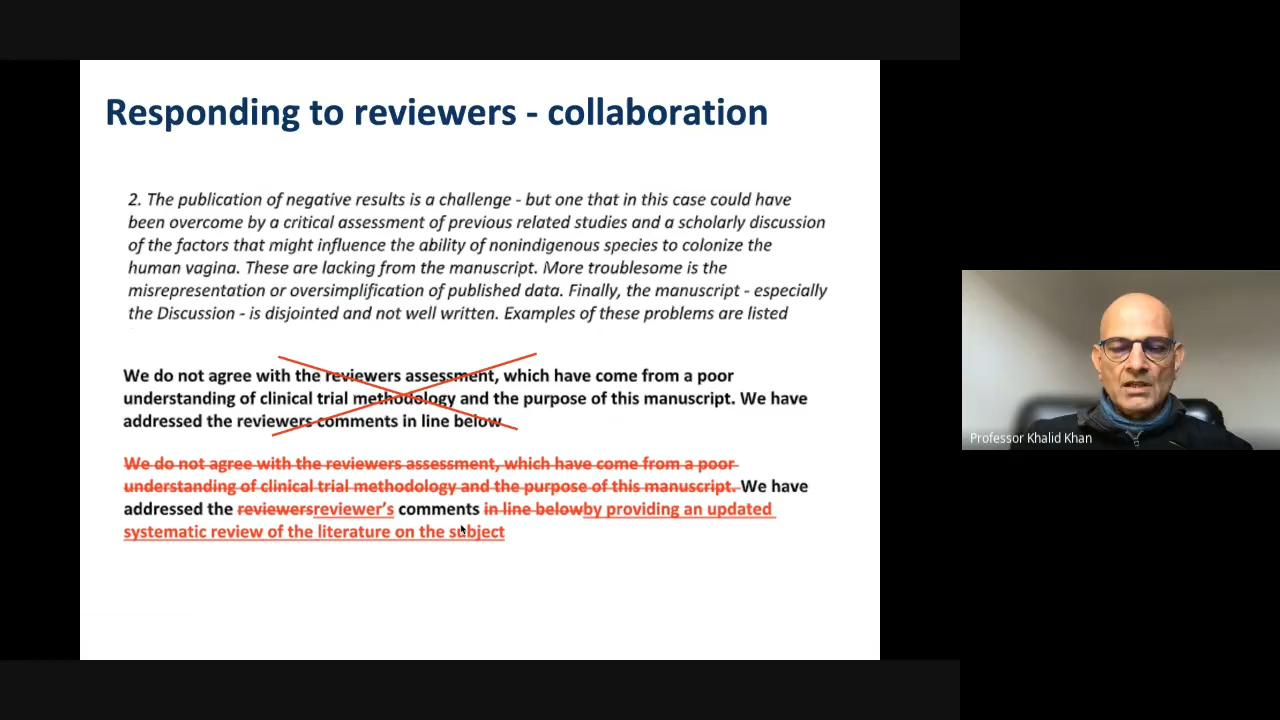 Responding to reviewers - collaboration
2. The publication of negative results is a challenge - but one that in this case could have
been overcome by a critical assessment of previous related studies and a scholarly discussion
of the factors that might influence the ability of nonindigenous species to colonize the
human vagina. These are lacking from the manuscript. More troublesome is the
misrepresentation or oversimplification of published data. Finally, the manuscript - especially
the Discussion - is disjointed and not well written. Examples of these problems are listed
We do not agree with the reviewers assessment, which have come from a poor
understanding of clinical trial methodology and the purpose of this manuscript. We have
addressed the reviewers comments in line below
We do not agree with the reviewers assessment, which have come from a poor
understanding of clinical trial methodology and the purpose of this manuscript. We have
addressed the reviewersreviewer’s comments in line belowby providing an updated
systematic review of the literature on the subject
Professor Khalid Khan